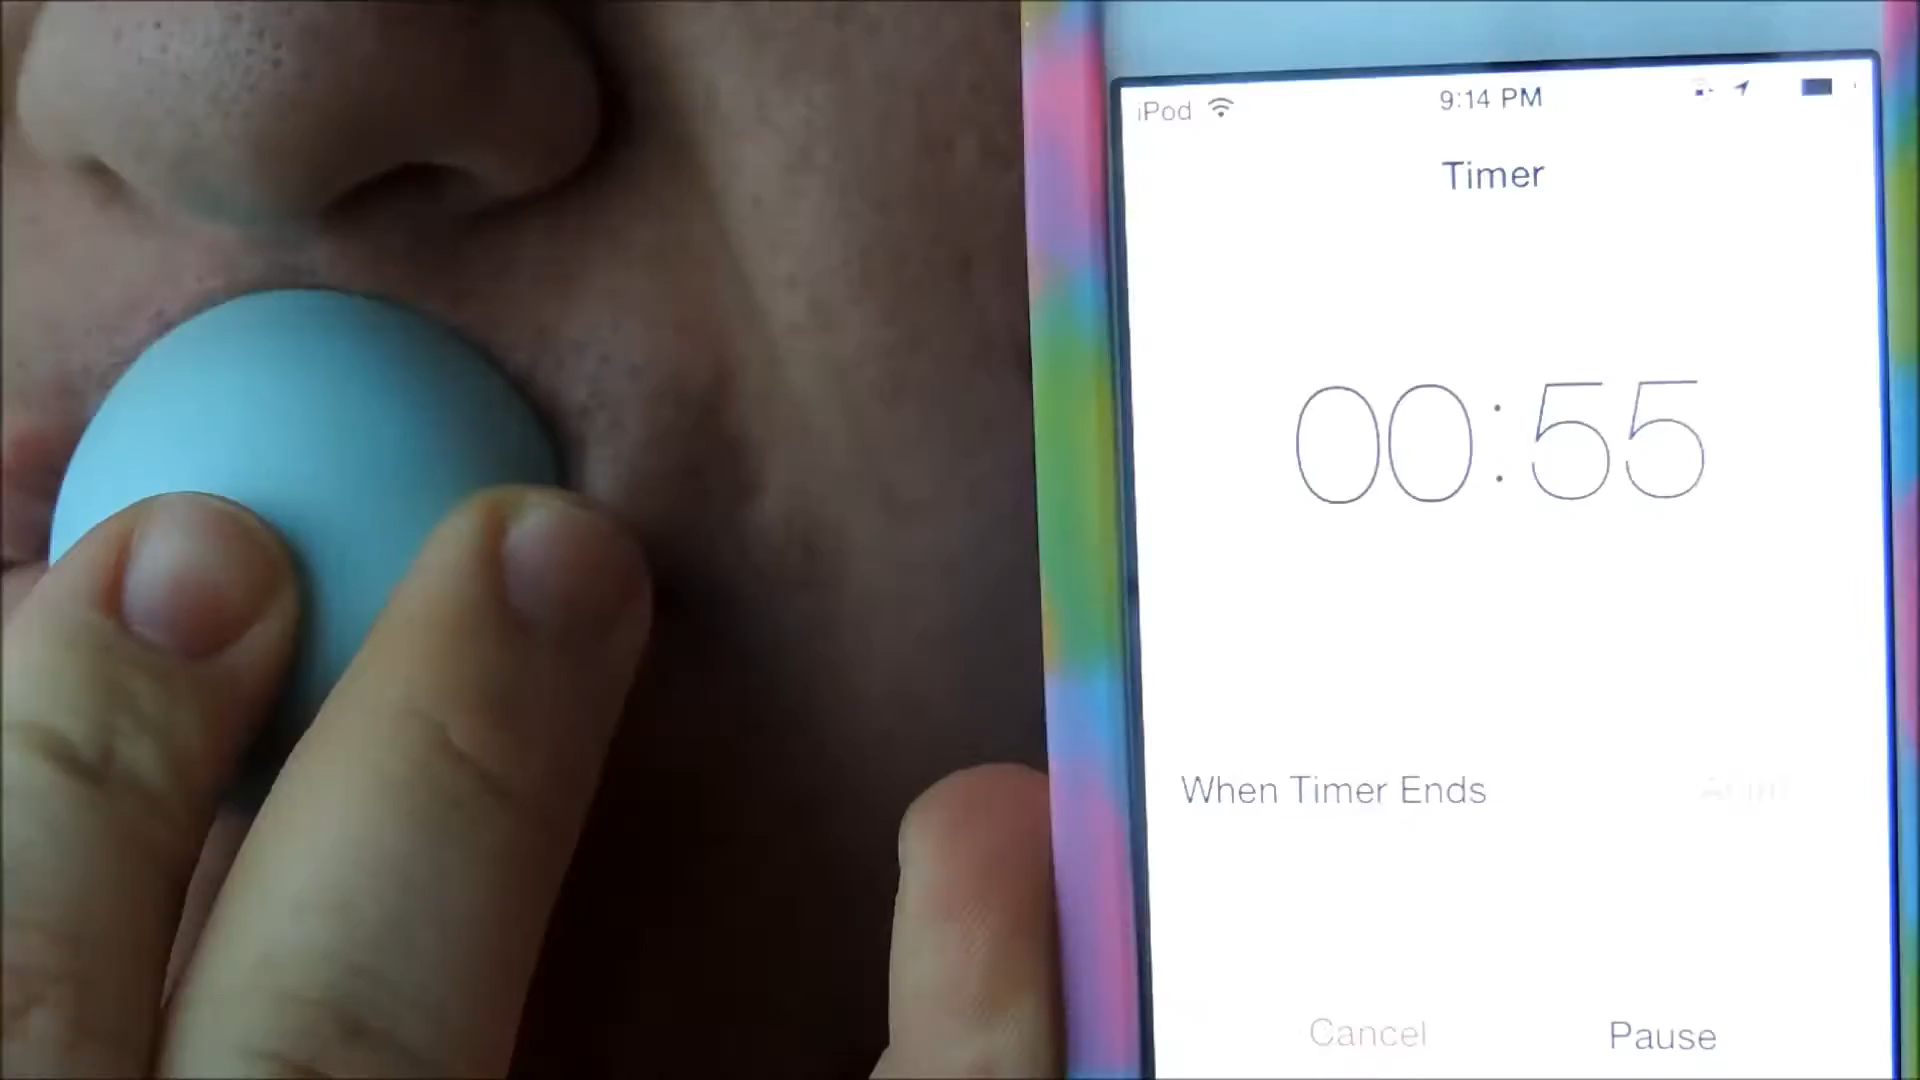 iPod 9:14 PM
Timer
00:55
When Timer Ends
Cancel Pause